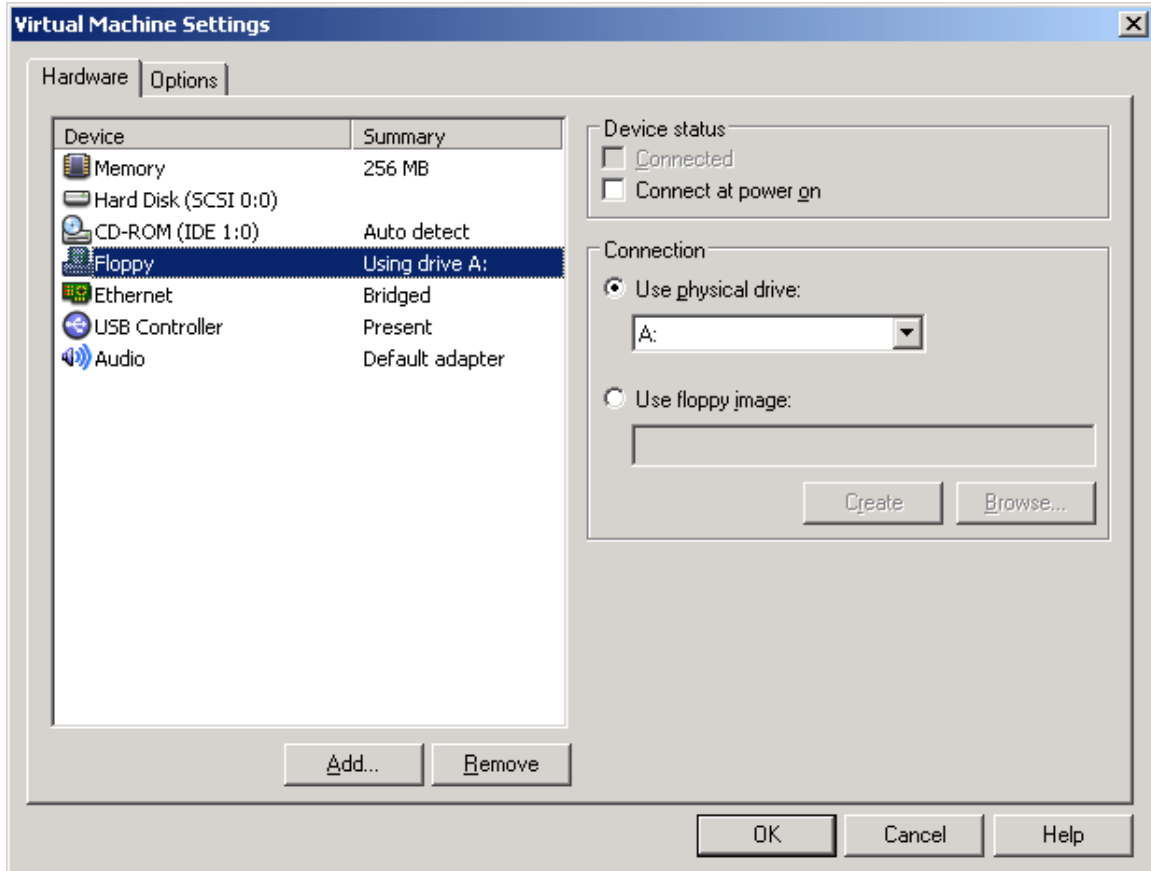 Virtual Machine Settings
Hardware Options
Device Summary
Memory 256 MB
Hard Disk (SCSI 0:0)
CD-ROM (IDE 1:0) Auto detect
Floppy Using drive A:
Ethernet Bridged
USB Controller Present
Audio Default adapter
Add... Remove
Device status
Connected
Connect at power on
Connection
Use physical drive:
A:
Use floppy image:
Create Browse...
OK Cancel Help